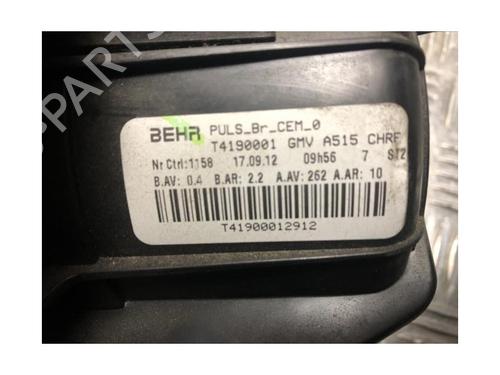 BEHR PULS_Br_CEM_0
T4190001 GMV A515 CHRF
Nr Ctrl:1158 17.09.12 09h56 7 ST2
B.AV: 0.4 B.AR: 2.2 A.AV: 262 A.AR: 10
T41900012912